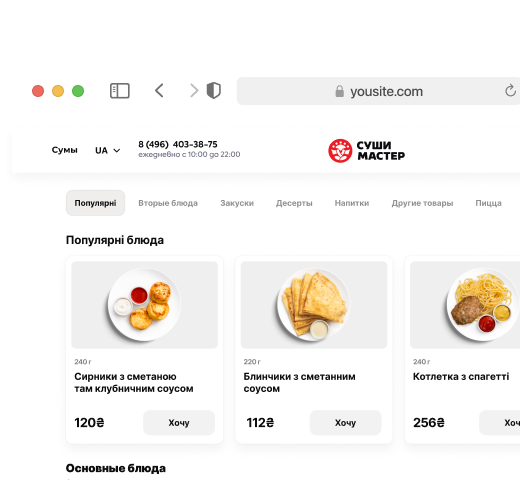 yousite.com
Сумы
UA
8 (496) 403-38-75
ежедневно с 10:00 до 22:00
СУШИ
МАСТЕР
Популярні
Вторые блюда
Закуски
Десерты
Напитки
Другие товары
Пицца
Популярні блюда
240 г
Сирники з сметаною
там клубничним соусом
120₴
Хочу
220 г
Блинчики з сметанним
соусом
112₴
Хочу
240 г
Котлетка з спагетті
256₴
Основные блюда